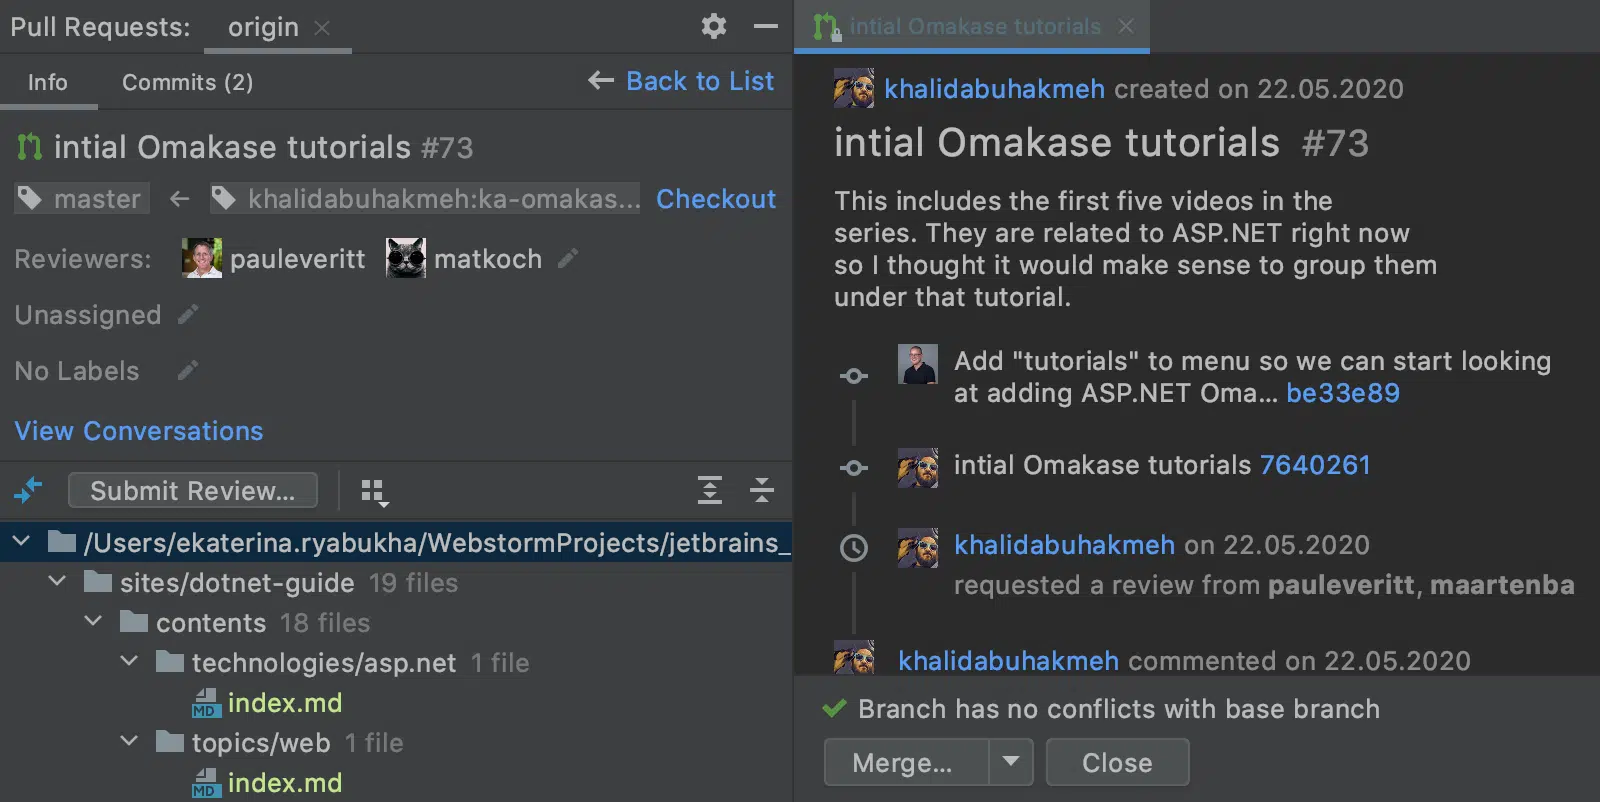 Pull Requests:
origin
Info
Commits (2)
Back to List
intial Omakase tutorials #73
master
khalidabuhakmeh:ka-omakas...
Checkout
Reviewers:
pauleveritt
matkoch
Unassigned
No Labels
View Conversations
Submit Review...
/Users/ekaterina.ryabukha/WebstormProjects/jetbrains_
sites/dotnet-guide 19 files
contents 18 files
technologies/asp.net 1 file
MD index.md
topics/web 1 file
MD index.md
intial Omakase tutorials
khalidabuhakmeh created on 22.05.2020
intial Omakase tutorials #73
This includes the first five videos in the
series. They are related to ASP.NET right now
so I thought it would make sense to group them
under that tutorial.
Add "tutorials" to menu so we can start looking
at adding ASP.NET Oma... be33e89
intial Omakase tutorials 7640261
khalidabuhakmeh on 22.05.2020
requested a review from pauleveritt, maartenba
khalidabuhakmeh commented on 22.05.2020
Branch has no conflicts with base branch
Merge...
Close